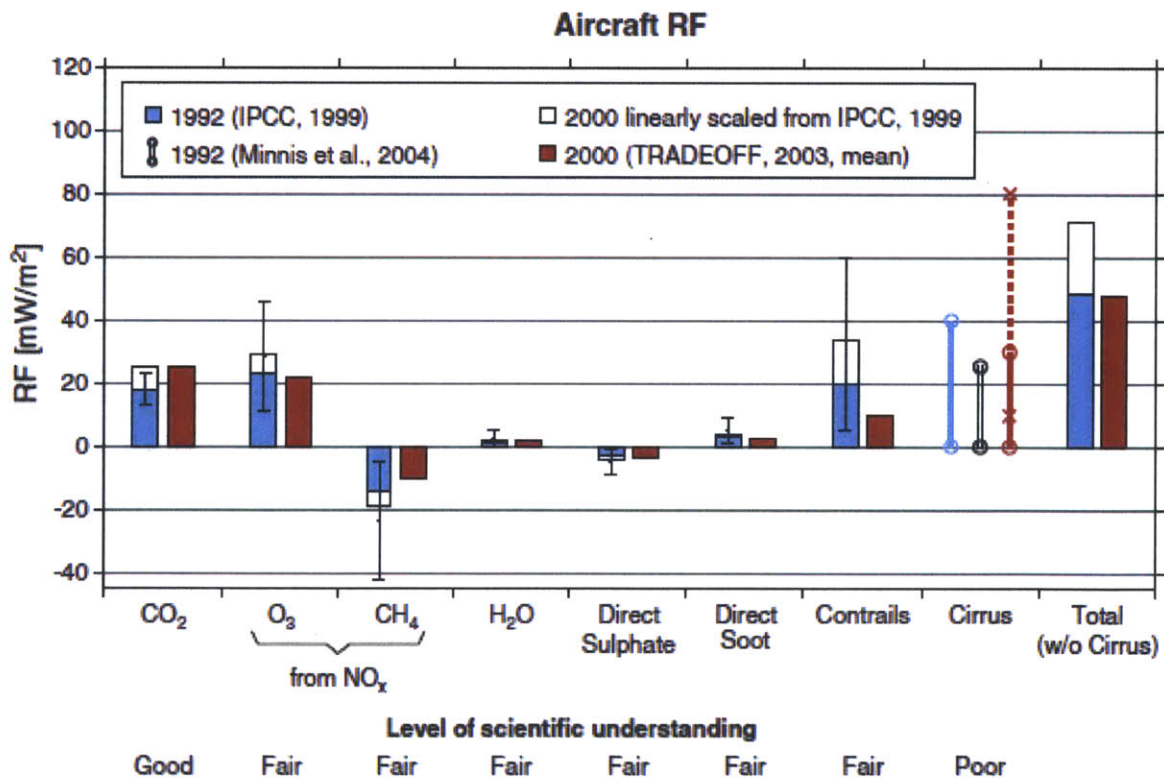 Aircraft RF
120
100
80
60
40
20
0
-20
-40
RF [mW/m²]
1992 (IPCC, 1999)
2000 linearly scaled from IPCC, 1999
1992 (Minnis et al., 2004)
2000 (TRADEOFF, 2003, mean)
CO₂
O₃
CH₄
H₂O
Direct
Sulphate
Direct
Soot
Contrails
Cirrus
Total
(w/o Cirrus)
from NOₓ
Level of scientific understanding
Good Fair Fair Fair Fair Fair Fair Poor